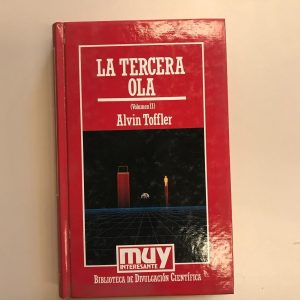 LA TERCERA
OLA
(Volumen II)
Alvin Toffler
muy
INTERESANTE
BIBLIOTECA DE DIVULGACIÓN CIENTÍFICA